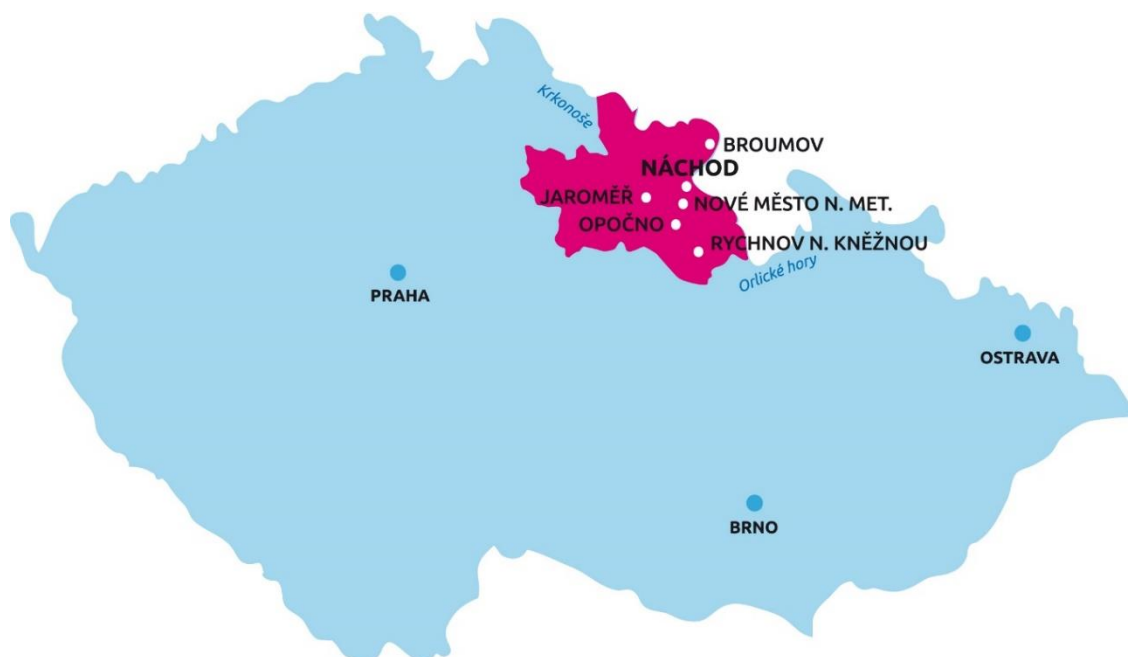 Krkonoše
BROUMOV
NÁCHOD
JAROMĚŘ
NOVÉ MĚSTO N. MET.
OPOČNO
RYCHNOV N. KNĚŽNOU
Orlické hory
PRAHA
OSTRAVA
BRNO